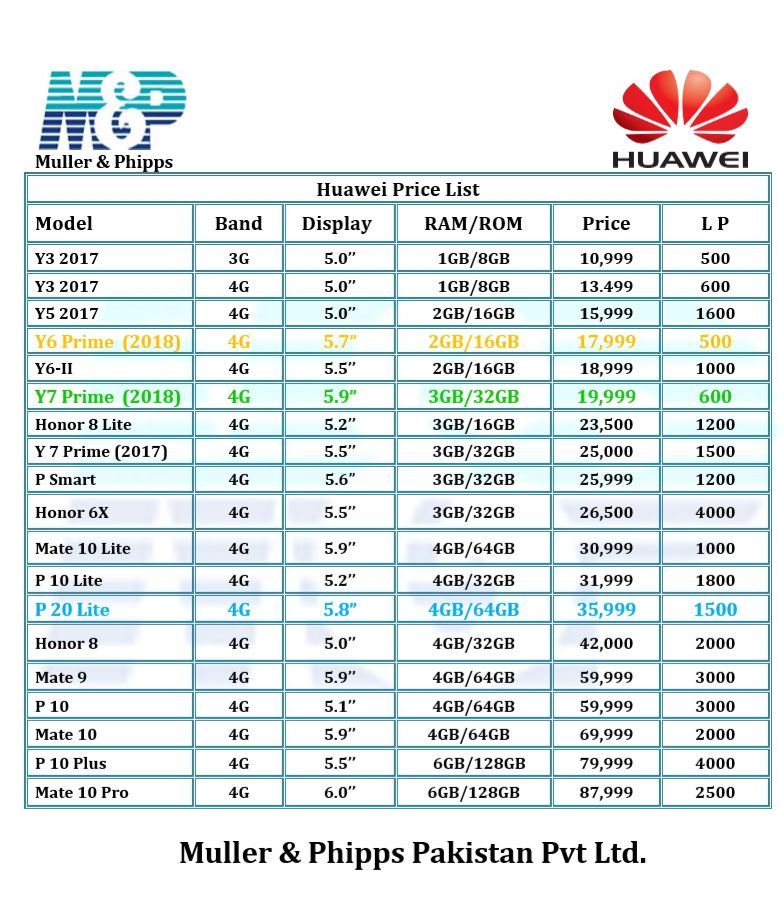 N&P
Muller & Phipps
HUAWEI
Huawei Price List
Model Band Display RAM/ROM Price L P
Y3 2017 3G 5.0’’ 1GB/8GB 10,999 500
Y3 2017 4G 5.0’’ 1GB/8GB 13.499 600
Y5 2017 4G 5.0’’ 2GB/16GB 15,999 1600
Y6 Prime (2018) 4G 5.7” 2GB/16GB 17,999 500
Y6-II 4G 5.5’’ 2GB/16GB 18,999 1000
Y7 Prime (2018) 4G 5.9” 3GB/32GB 19,999 600
Honor 8 Lite 4G 5.2’’ 3GB/16GB 23,500 1200
Y 7 Prime (2017) 4G 5.5’’ 3GB/32GB 25,000 1500
P Smart 4G 5.6” 3GB/32GB 25,999 1200
Honor 6X 4G 5.5’’ 3GB/32GB 26,500 4000
Mate 10 Lite 4G 5.9’’ 4GB/64GB 30,999 1000
P 10 Lite 4G 5.2’’ 4GB/32GB 31,999 1800
P 20 Lite 4G 5.8” 4GB/64GB 35,999 1500
Honor 8 4G 5.0’’ 4GB/32GB 42,000 2000
Mate 9 4G 5.9’’ 4GB/64GB 59,999 3000
P 10 4G 5.1’’ 4GB/64GB 59,999 3000
Mate 10 4G 5.9’’ 4GB/64GB 69,999 2000
P 10 Plus 4G 5.5’’ 6GB/128GB 79,999 4000
Mate 10 Pro 4G 6.0’’ 6GB/128GB 87,999 2500
Muller & Phipps Pakistan Pvt Ltd.